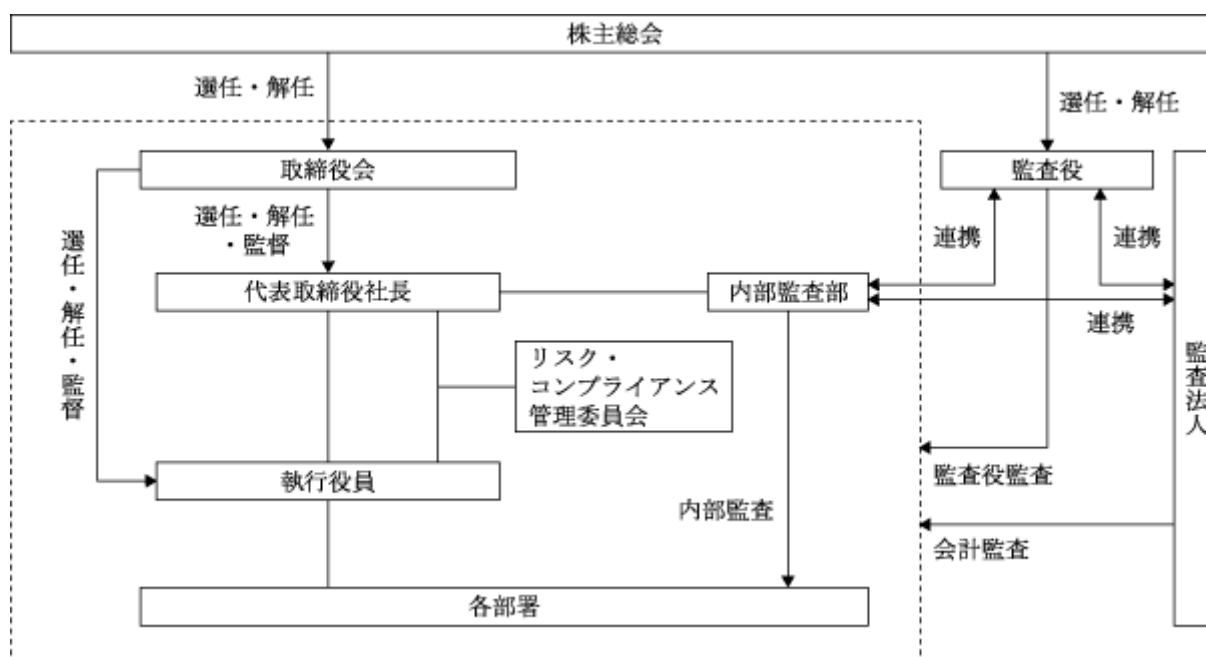 株主総会
選任・解任
選任・解任
取締役会
監査役
選任・解任
・監督
連携
連携
選任・解任・監督
代表取締役社長
内部監査部
連携
リスク・
コンプライアンス
管理委員会
監査法人
執行役員
監査役監査
内部監査
会計監査
各部署